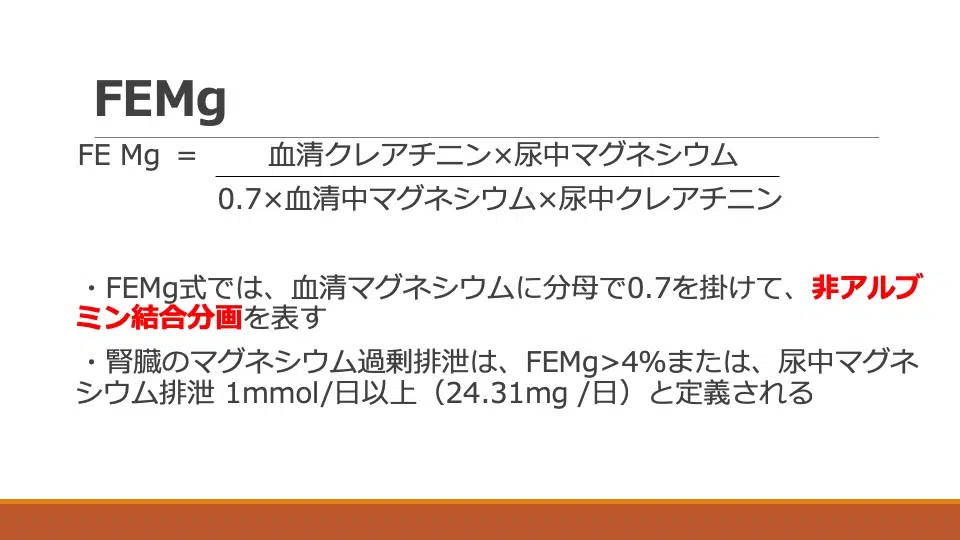 FEMg
FE Mg = 血清クレアチニン×尿中マグネシウム
0.7×血清中マグネシウム×尿中クレアチニン
・FEMg式では、血清マグネシウムに分母で0.7を掛けて、非アルブ
ミン結合分画を表す
・腎臓のマグネシウム過剰排泄は、FEMg>4%または、尿中マグネ
シウム排泄 1mmol/日以上（24.31mg /日）と定義される